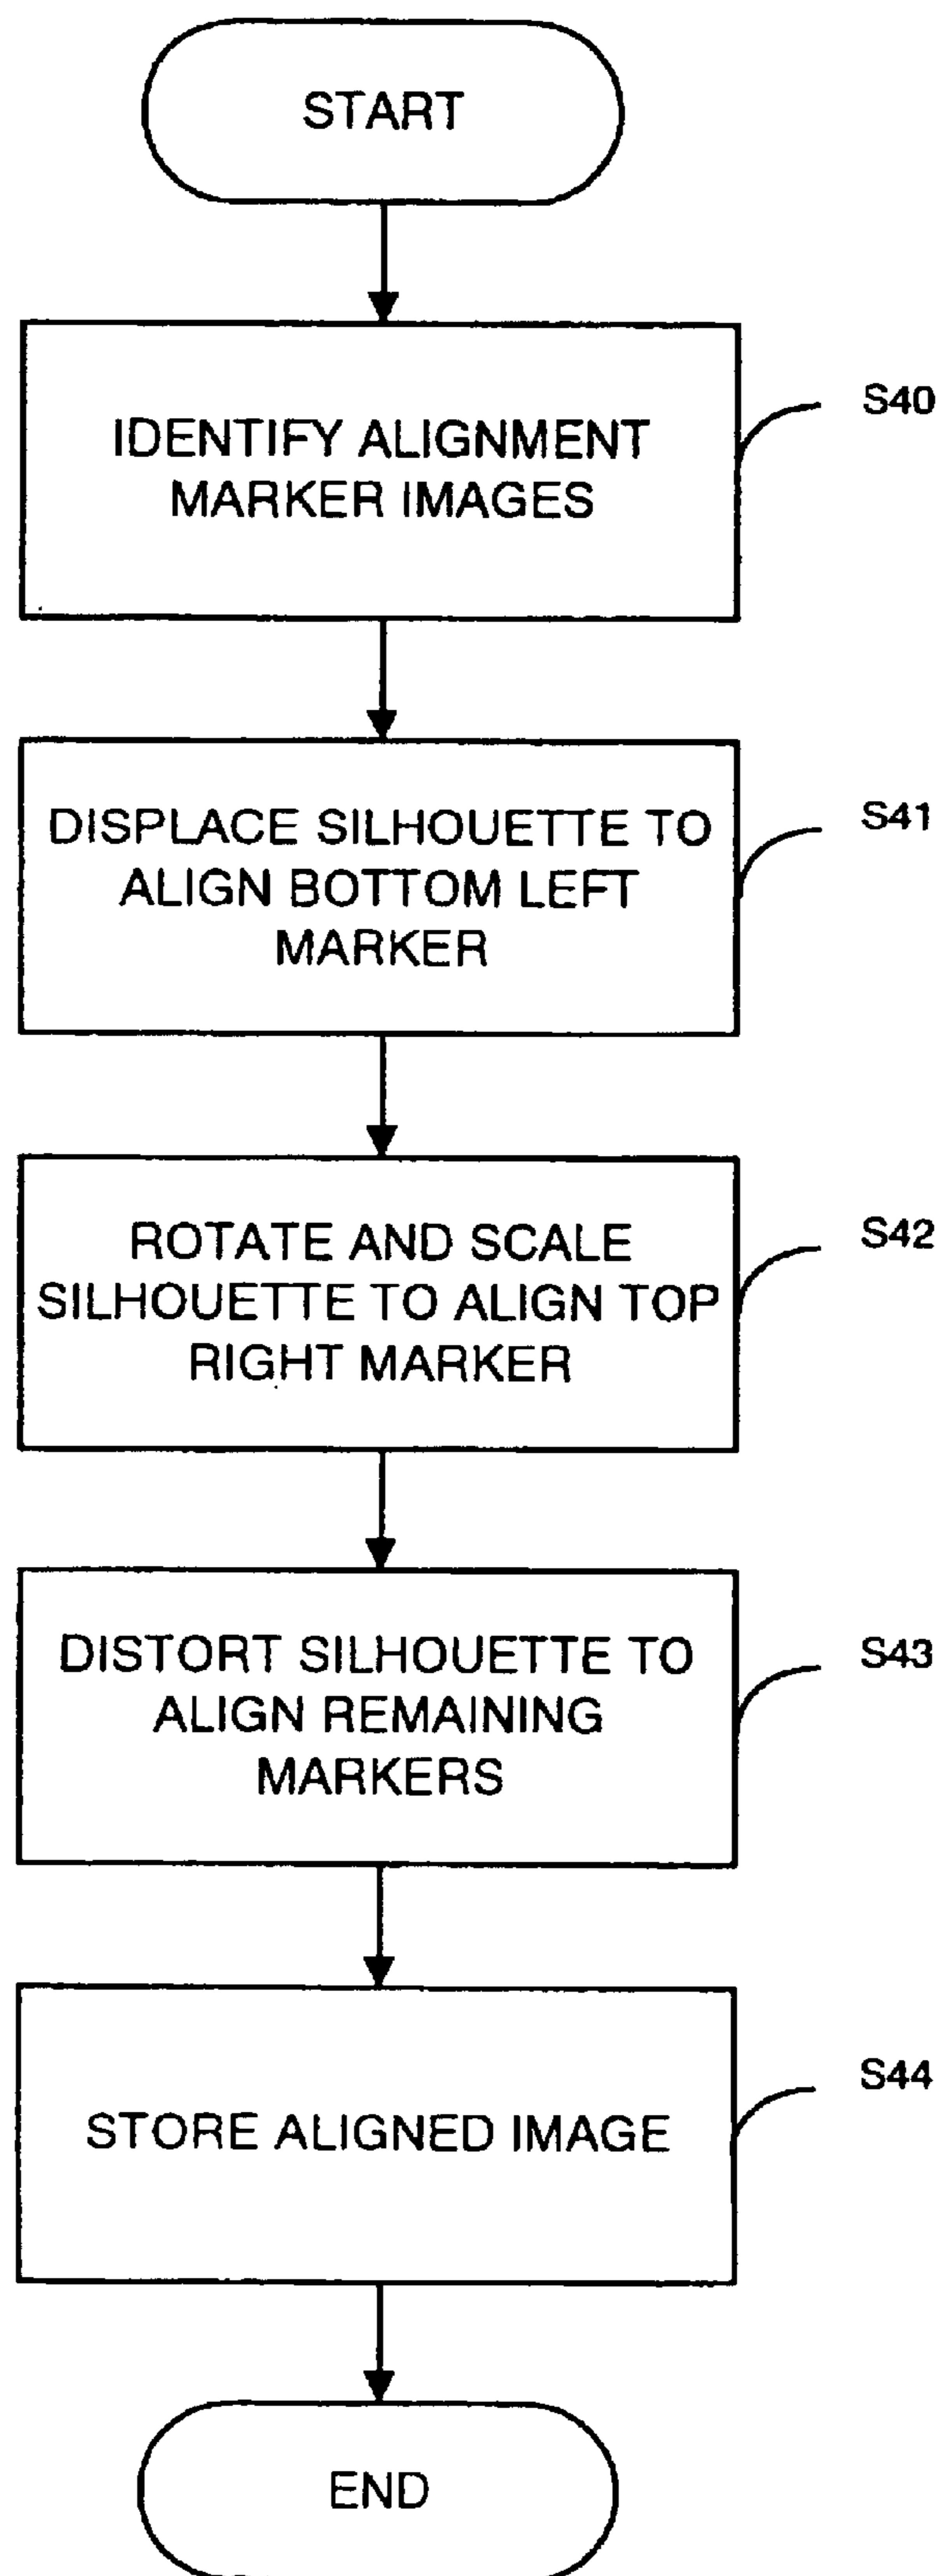 START
IDENTIFY ALIGNMENT
MARKER IMAGES
S40
DISPLACE SILHOUETTE TO
ALIGN BOTTOM LEFT
MARKER
S41
ROTATE AND SCALE
SILHOUETTE TO ALIGN TOP
RIGHT MARKER
S42
DISTORT SILHOUETTE TO
ALIGN REMAINING
MARKERS
S43
STORE ALIGNED IMAGE
S44
END